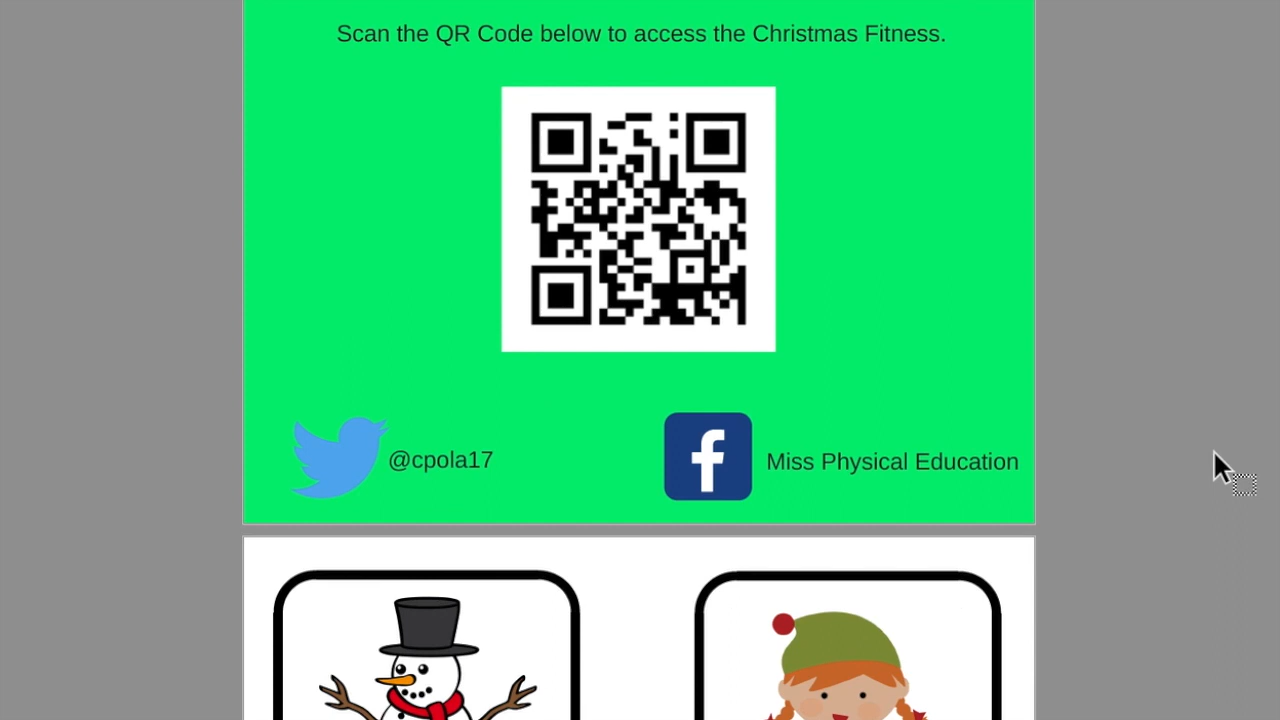 Scan the QR Code below to access the Christmas Fitness.
@cpola17
Miss Physical Education